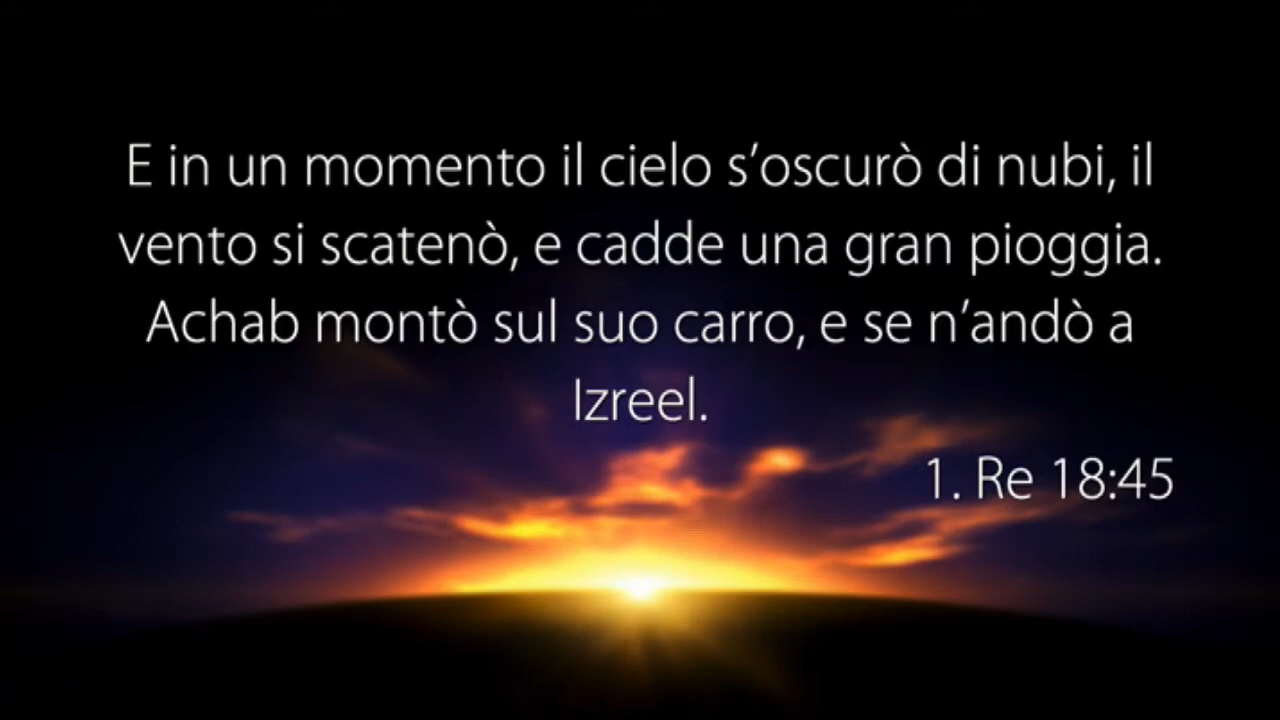 E in un momento il cielo s’oscurò di nubi, il
vento si scatenò, e cadde una gran pioggia.
Achab montò sul suo carro, e se n’andò a
Izreel.
1. Re 18:45